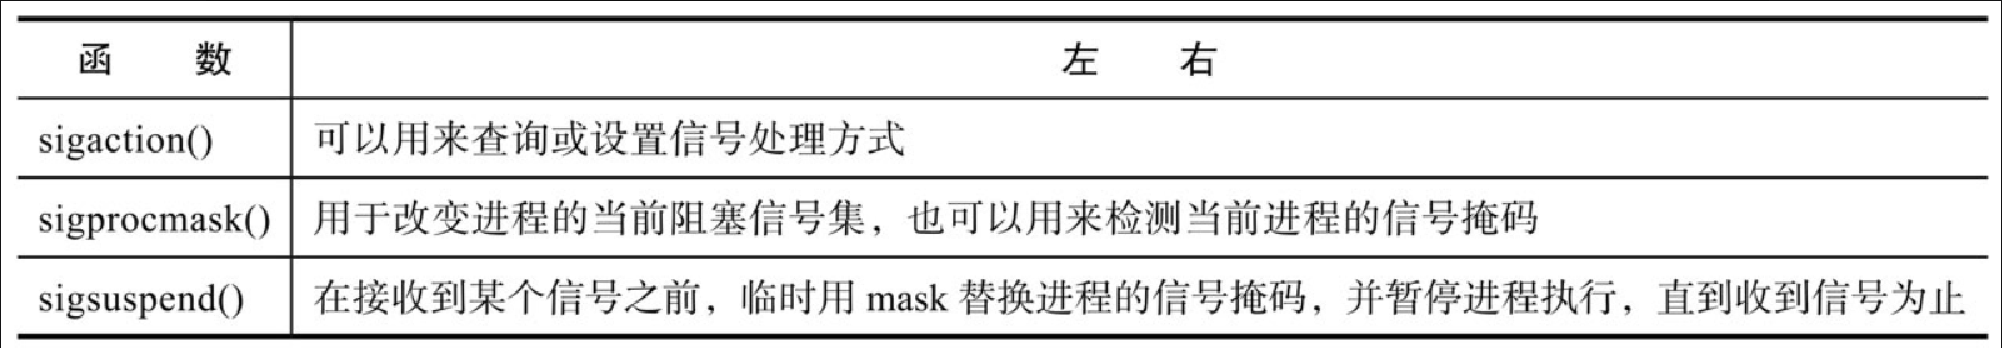 函 数 左 右
sigaction() 可以用来查询或设置信号处理方式
sigprocmask() 用于改变进程的当前阻塞信号集，也可以用来检测当前进程的信号掩码
sigsuspend() 在接收到某个信号之前，临时用 mask 替换进程的信号掩码，并暂停进程执行，直到收到信号为止